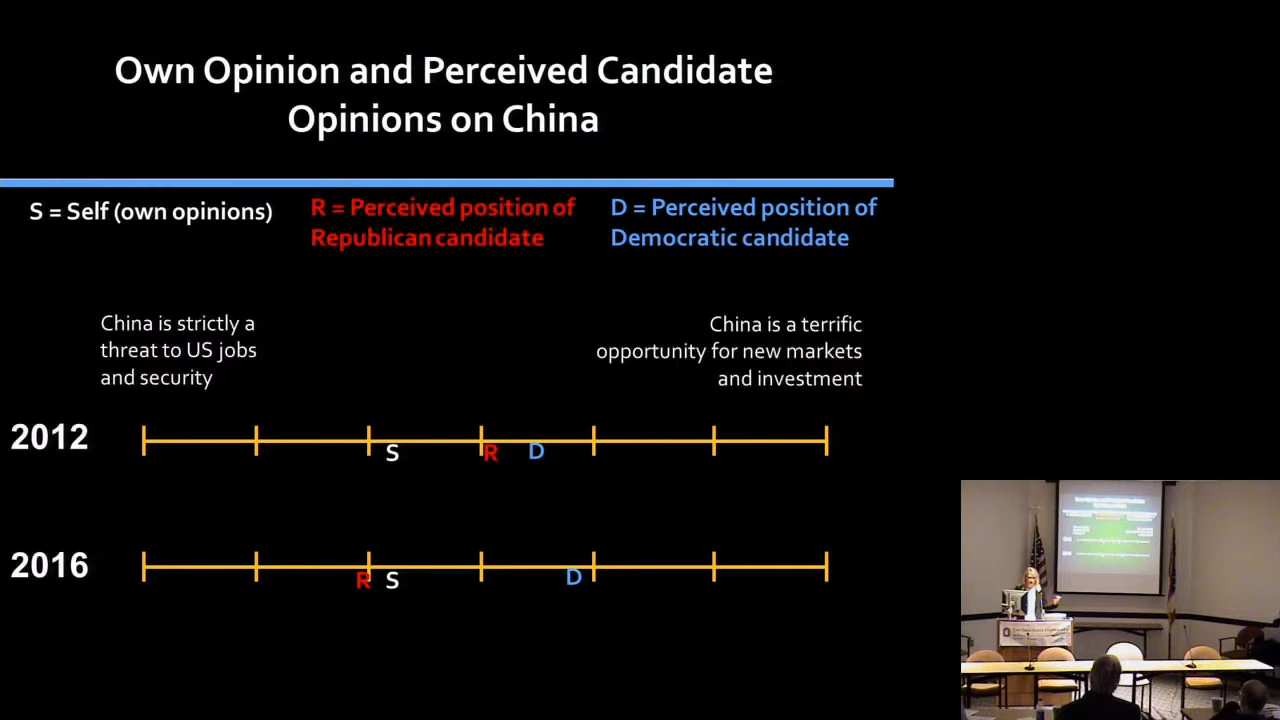 Own Opinion and Perceived Candidate
Opinions on China
S = Self (own opinions)
R = Perceived position of
Republican candidate
D = Perceived position of
Democratic candidate
China is strictly a
threat to US jobs
and security
China is a terrific
opportunity for new markets
and investment
2012
S
R
D
2016
R
S
D